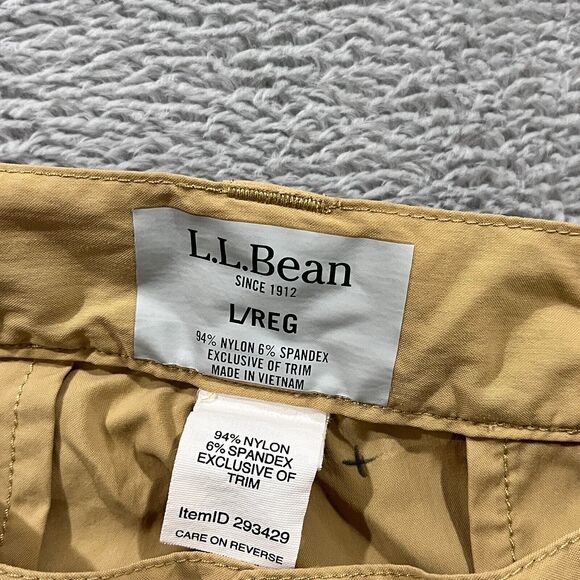 L.L.Bean
SINCE 1912
L/REG
94% NYLON 6% SPANDEX
EXCLUSIVE OF TRIM
MADE IN VIETNAM
94% NYLON
6% SPANDEX
EXCLUSIVE OF
TRIM
ItemID 293429
CARE ON REVERSE